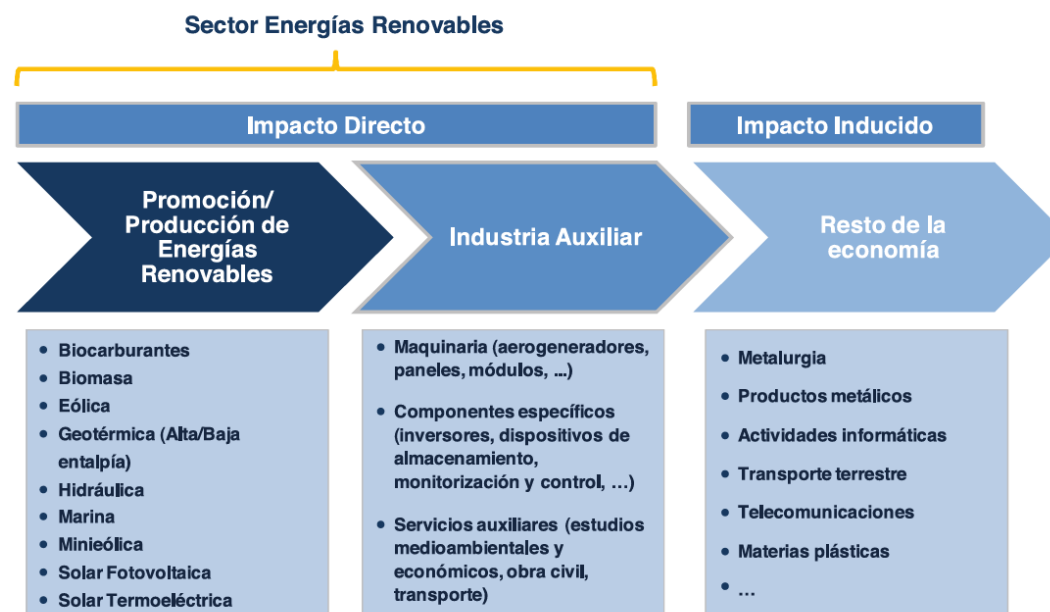 Sector Energías Renovables
Impacto Directo
Impacto Inducido
Promoción/
Producción de
Energías
Renovables
Industria Auxiliar
Resto de la
economía
• Biocarburantes
• Biomasa
• Eólica
• Geotérmica (Alta/Baja
entalpía)
• Hidráulica
• Marina
• Minieólica
• Solar Fotovoltaica
• Solar Termoeléctrica
• Maquinaria (aerogeneradores,
paneles, módulos, ...)
• Componentes específicos
(inversores, dispositivos de
almacenamiento,
monitorización y control, ...)
• Servicios auxiliares (estudios
medioambientales y
económicos, obra civil,
transporte)
• Metalurgia
• Productos metálicos
• Actividades informáticas
• Transporte terrestre
• Telecomunicaciones
• Materias plásticas
• ...